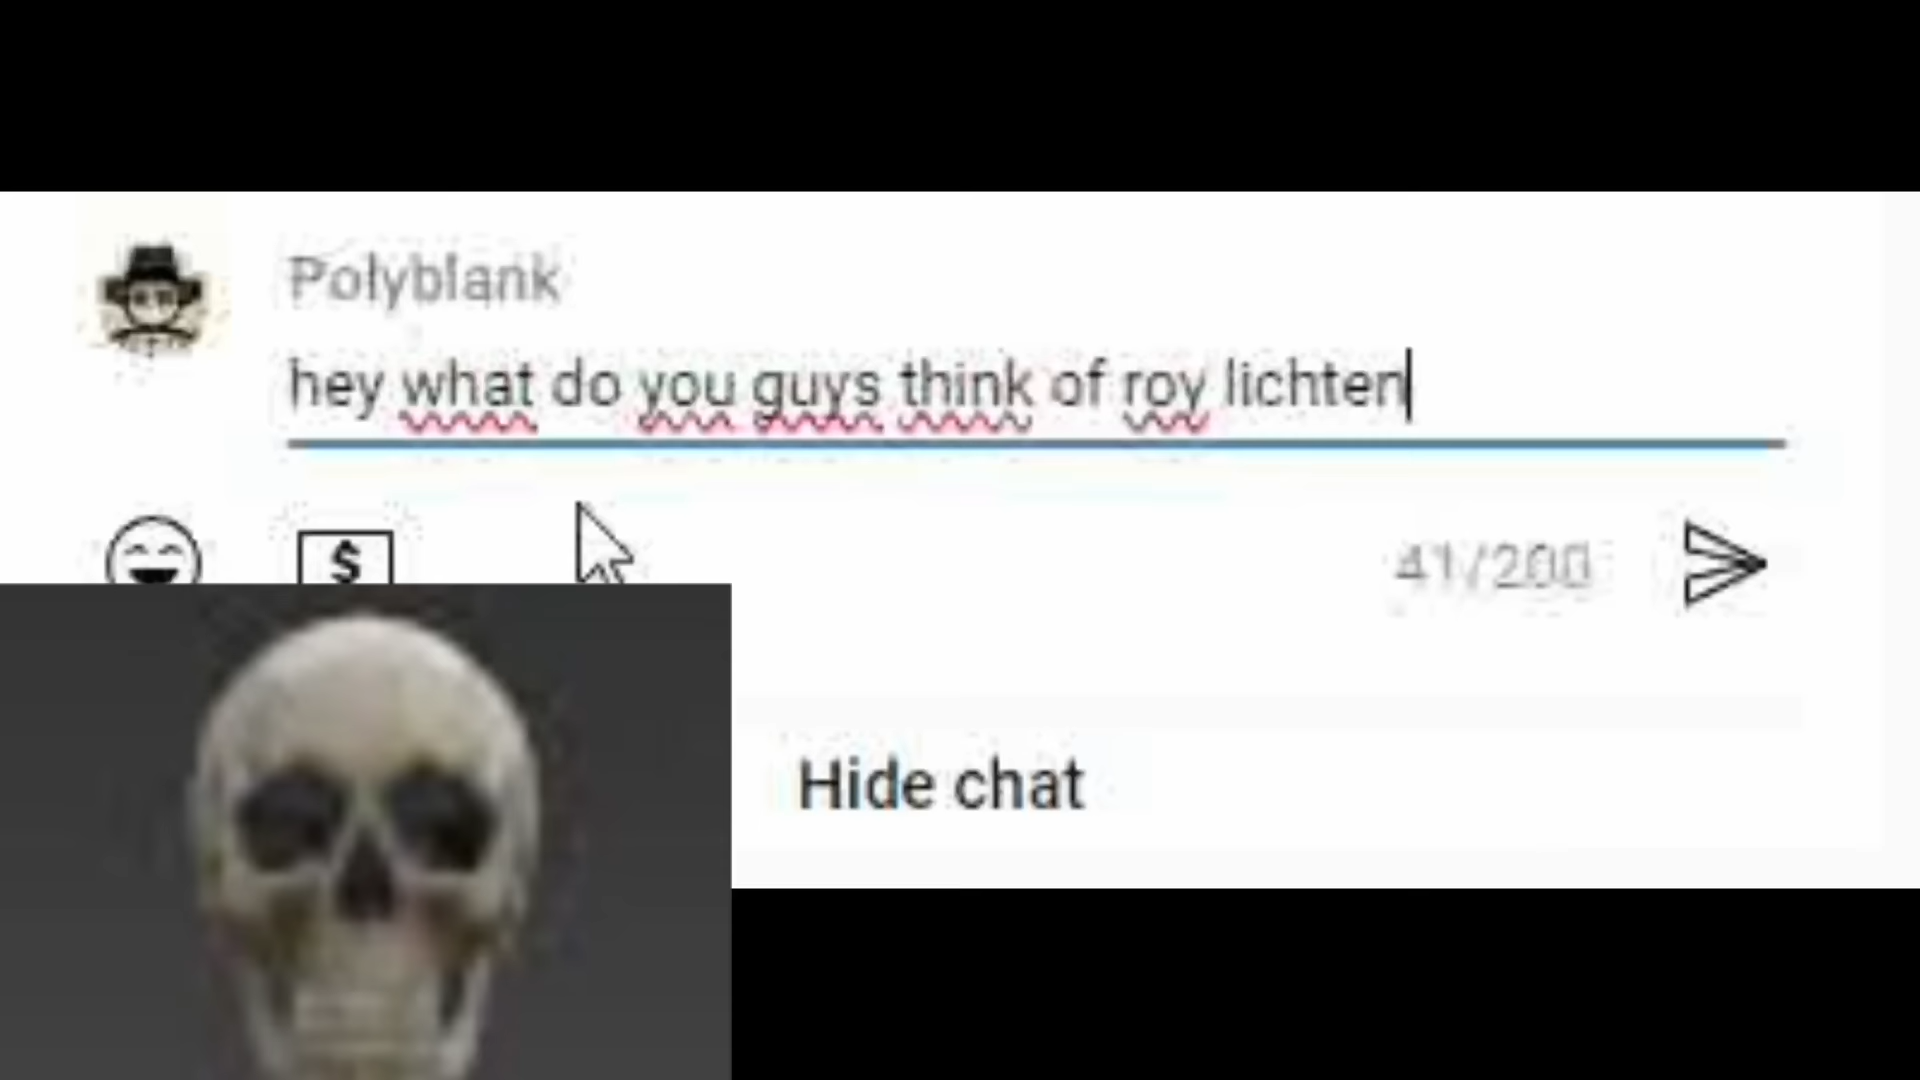 Polyblank
hey what do you guys think of roy lichten
$
41/200
Hide chat